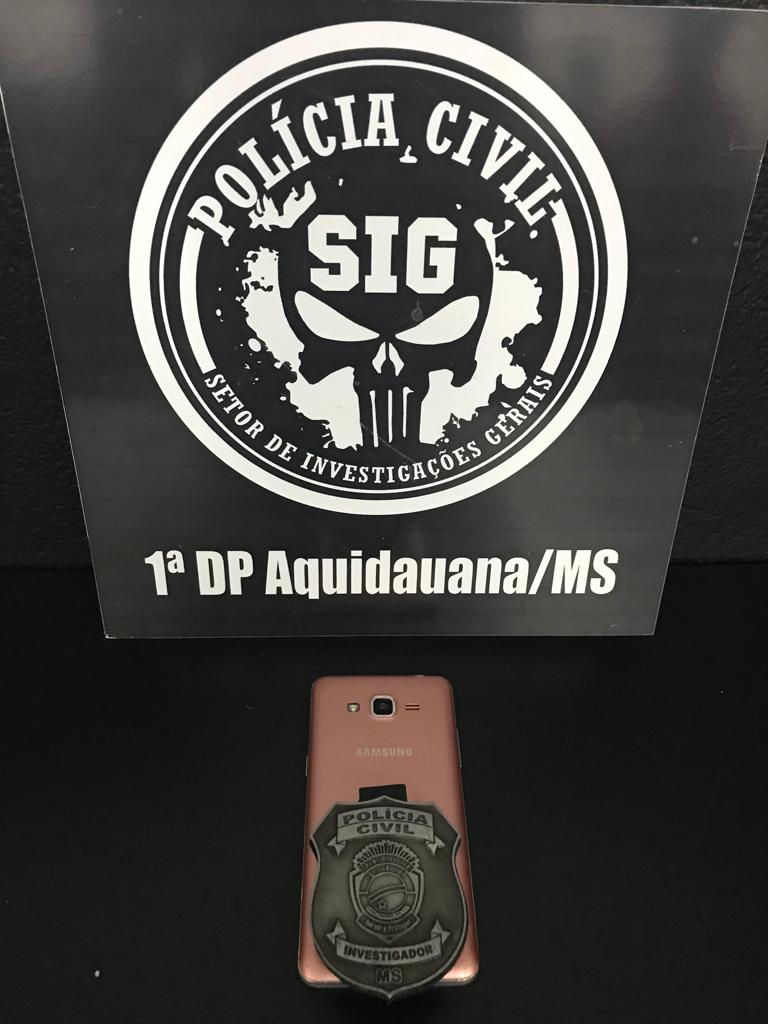 POLÍCIA CIVIL
SIG
SETOR DE INVESTIGAÇÕES GERAIS
1ª DP Aquidauana/MS
SAMSUNG
POLÍCIA
CIVIL
INVESTIGADOR
MS